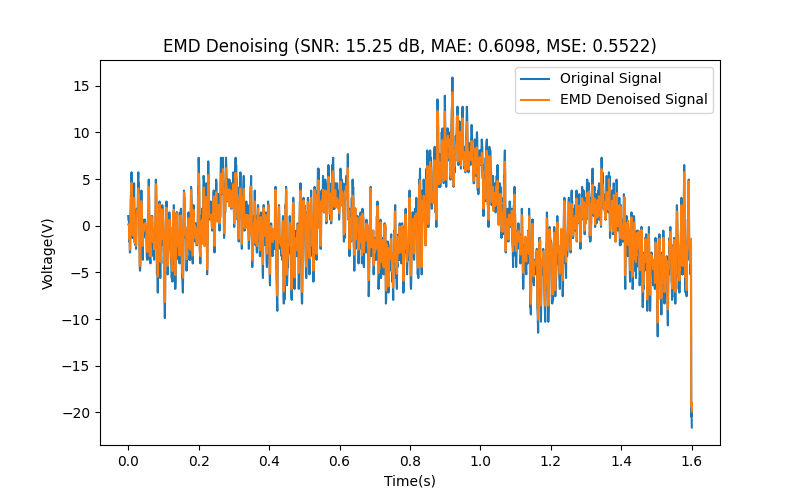 EMD Denoising (SNR: 15.25 dB, MAE: 0.6098, MSE: 0.5522)
Original Signal
EMD Denoised Signal
Voltage(V)
15
10
5
0
−5
−10
−15
−20
0.0 0.2 0.4 0.6 0.8 1.0 1.2 1.4 1.6
Time(s)